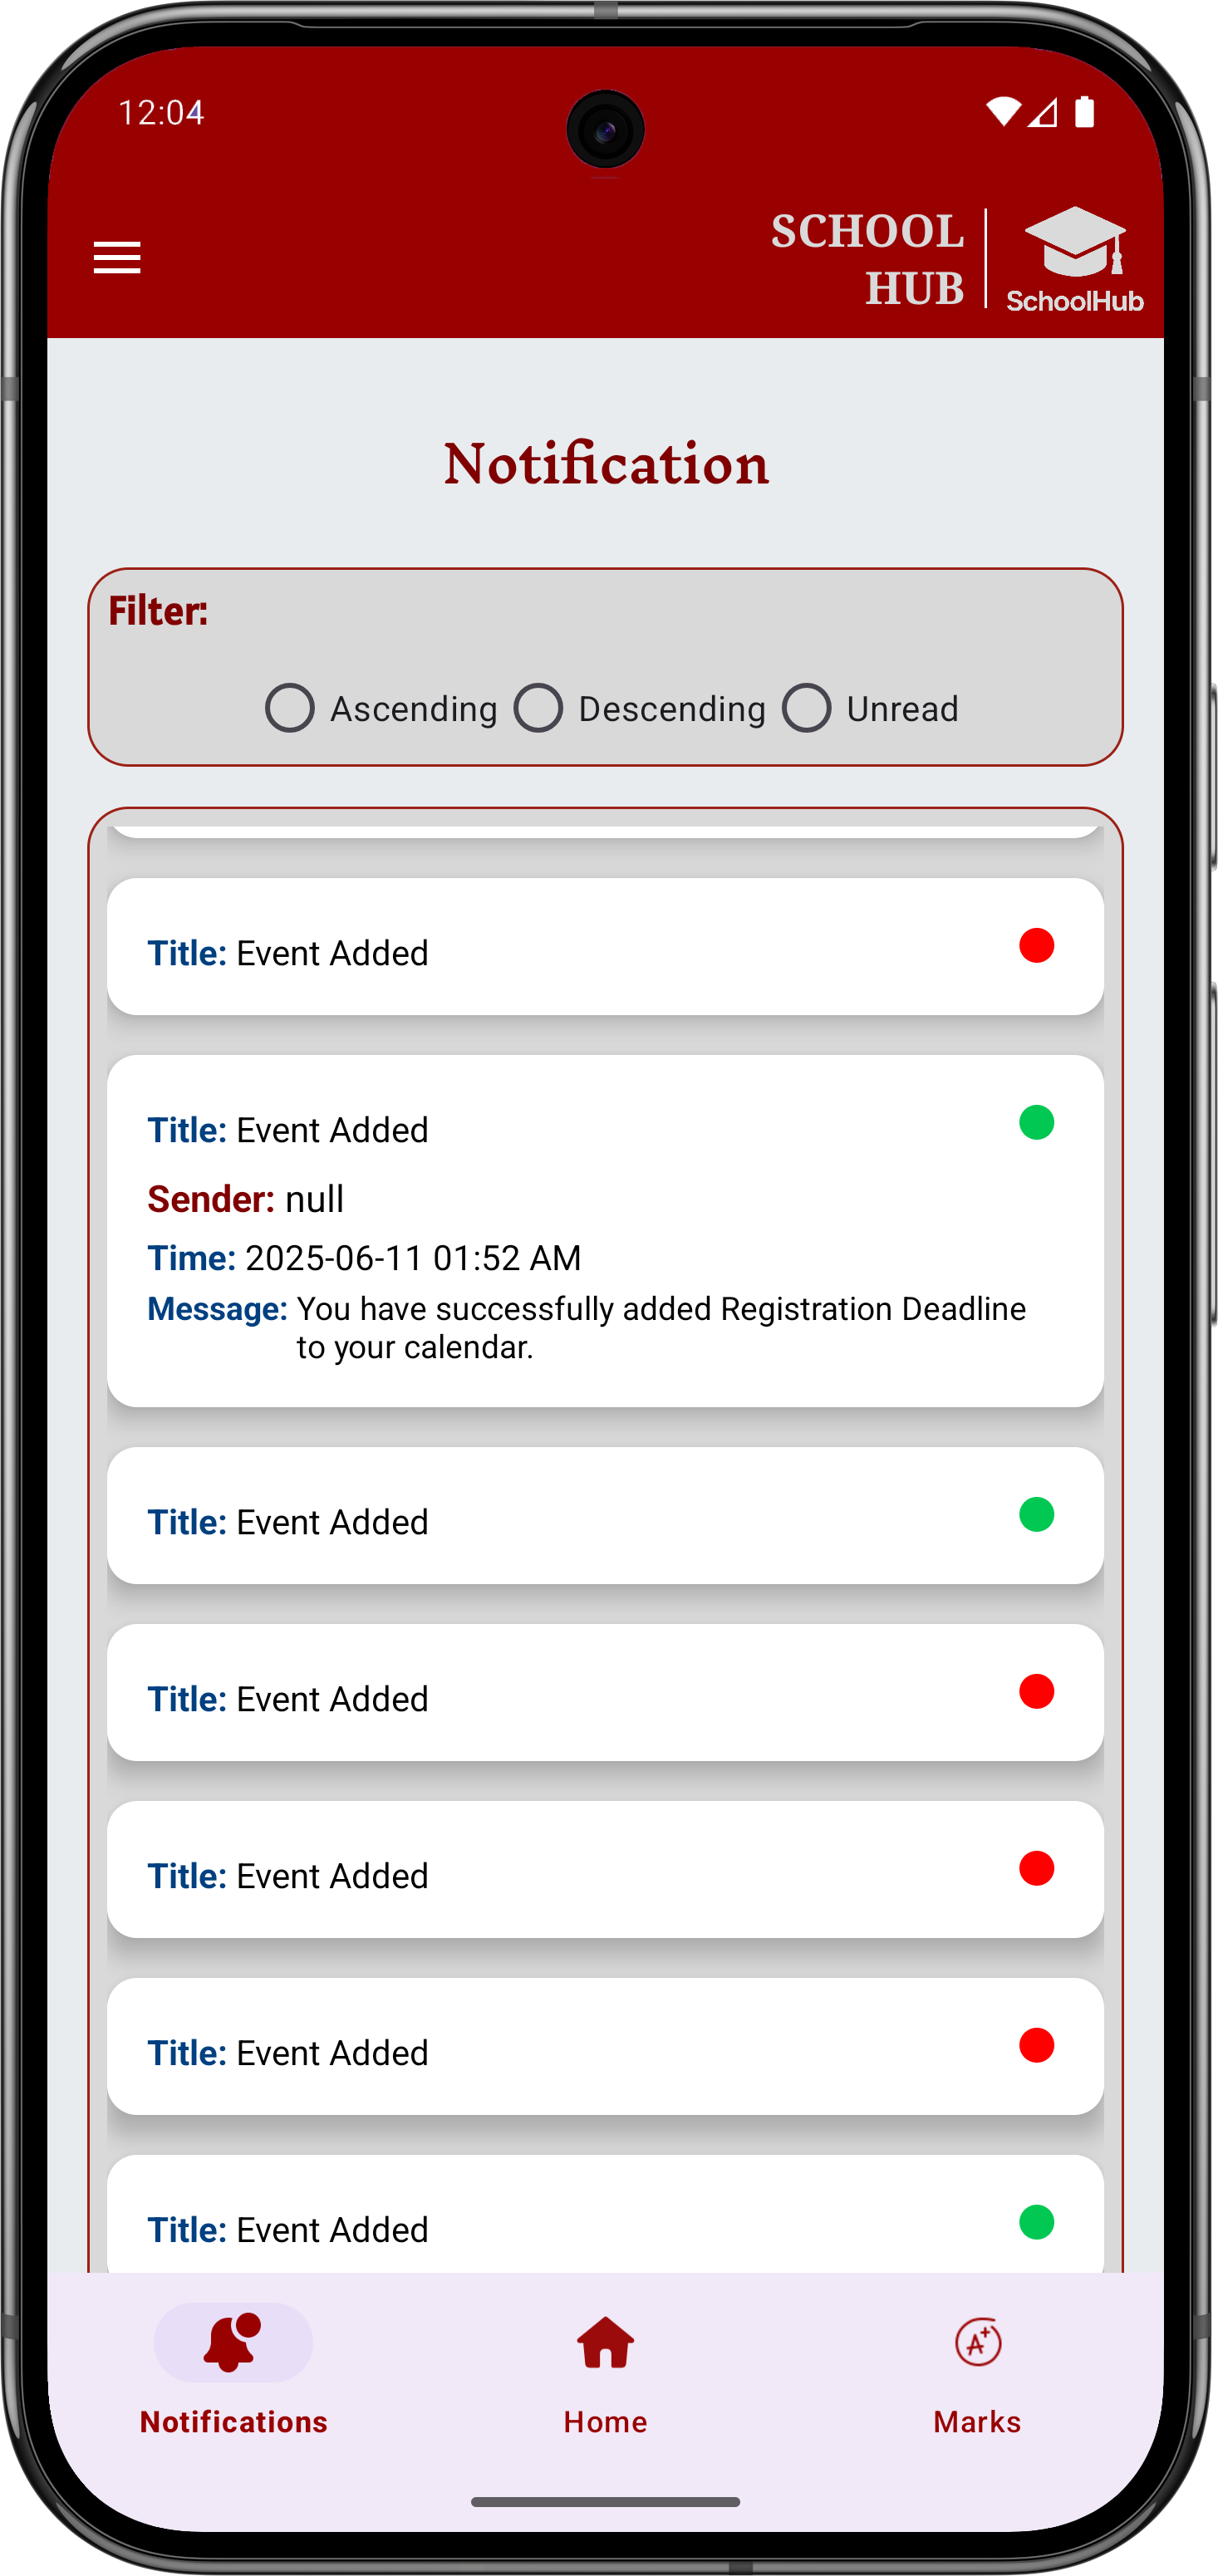 12:04
SCHOOL
HUB
SchoolHub
Notification
Filter:
Ascending Descending Unread
Title: Event Added
Title: Event Added
Sender: null
Time: 2025-06-11 01:52 AM
Message: You have successfully added Registration Deadline
to your calendar.
Title: Event Added
Title: Event Added
Title: Event Added
Title: Event Added
Title: Event Added
A+
Notifications Home Marks